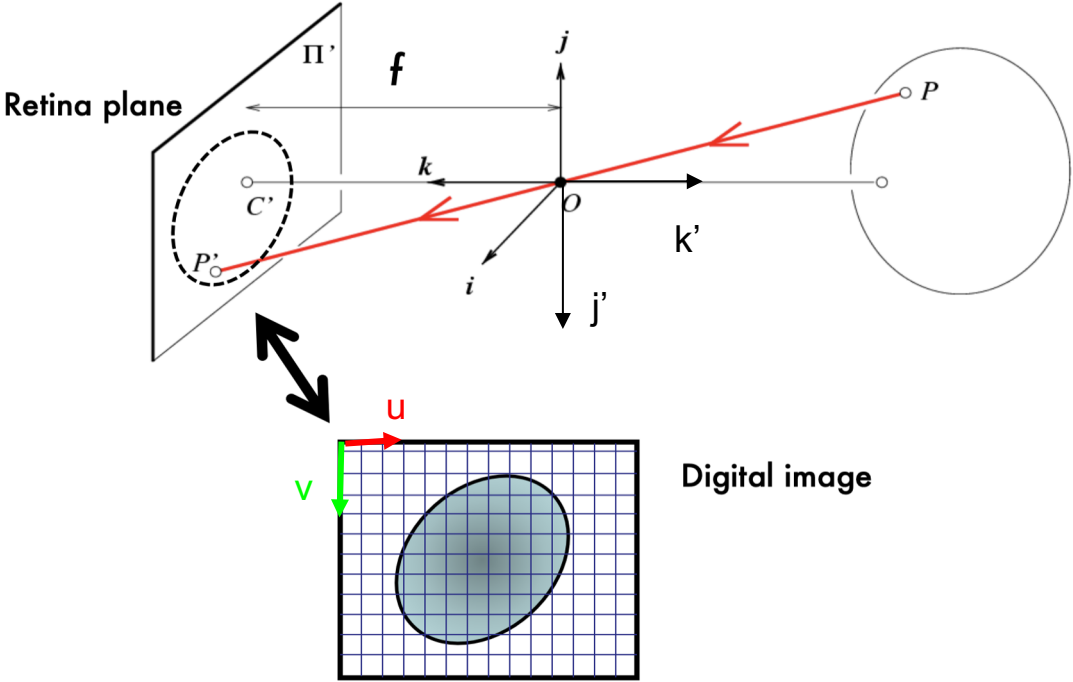 j
Π'
f
P
Retina plane
k
C'
O
k'
P'
i
j'
u
Digital image
v